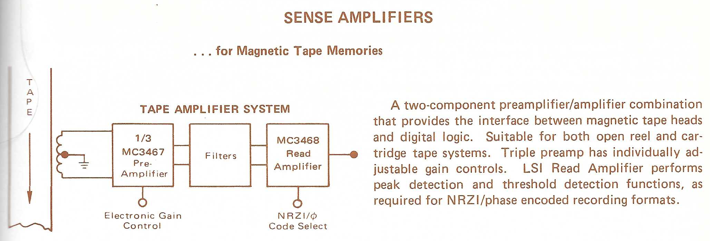 SENSE AMPLIFIERS
... for Magnetic Tape Memories
T
A
P
E
TAPE AMPLIFIER SYSTEM
1/3
MC3467
Pre-
Amplifier
Filters
MC3468
Read
Amplifier
Electronic Gain
Control
NRZI/ϕ
Code Select
A two-component preamplifier/amplifier combination
that provides the interface between magnetic tape heads
and digital logic. Suitable for both open reel and car-
tridge tape systems. Triple preamp has individually ad-
justable gain controls. LSI Read Amplifier performs
peak detection and threshold detection functions, as
required for NRZI/phase encoded recording formats.